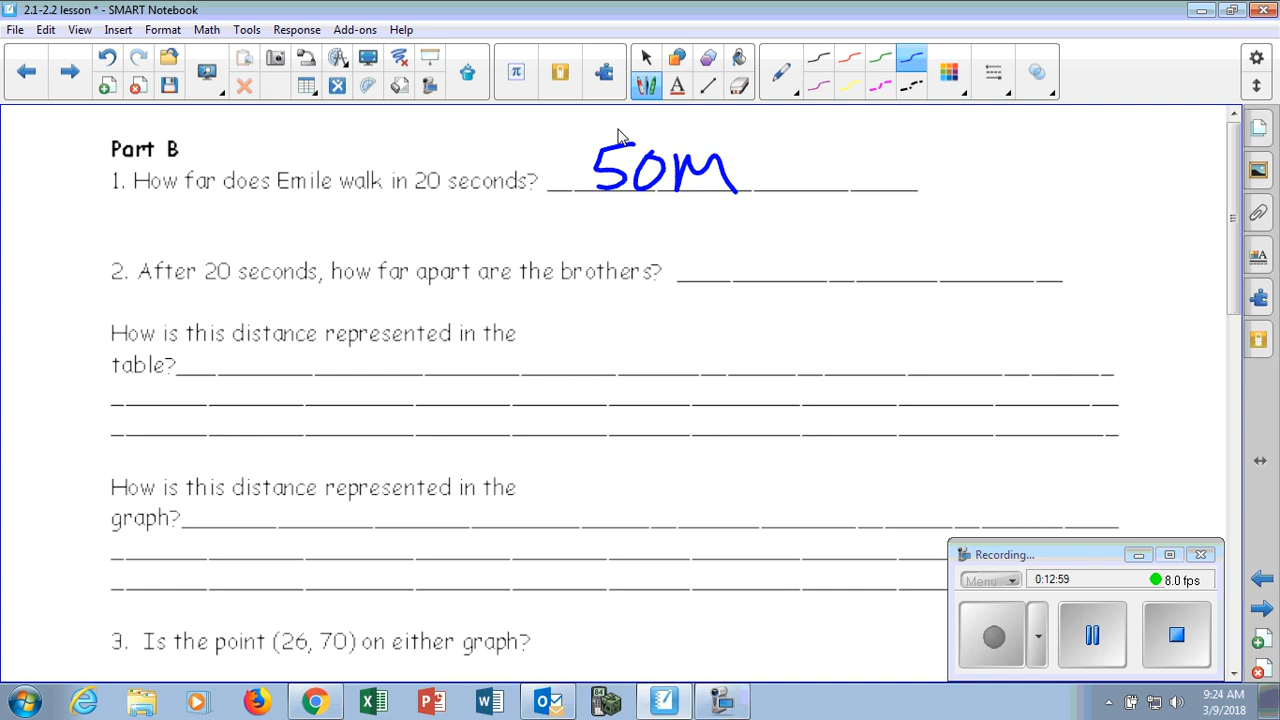 2.1-2.2 lesson * - SMART Notebook
File Edit View Insert Format Math Tools Response Add-ons Help
Part B
1. How far does Emile walk in 20 seconds? 50M
2. After 20 seconds, how far apart are the brothers?
How is this distance represented in the
table?
How is this distance represented in the
graph?
3. Is the point (26, 70) on either graph?
Recording...
Menu 0:12:59 8.0 fps
9:24 AM
3/9/2018